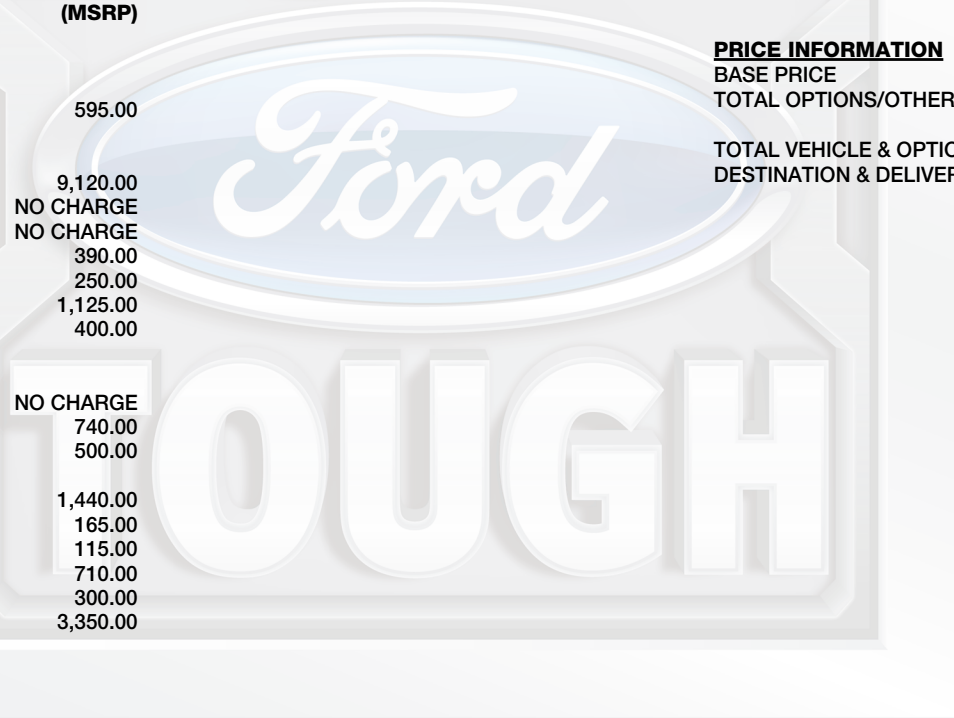 (MSRP)
595.00
9,120.00
NO CHARGE
NO CHARGE
390.00
250.00
1,125.00
400.00
NO CHARGE
740.00
500.00
1,440.00
165.00
115.00
710.00
300.00
3,350.00
PRICE INFORMATION
BASE PRICE
TOTAL OPTIONS/OTHER
TOTAL VEHICLE & OPTIO
DESTINATION & DELIVER
Ford
TOUGH